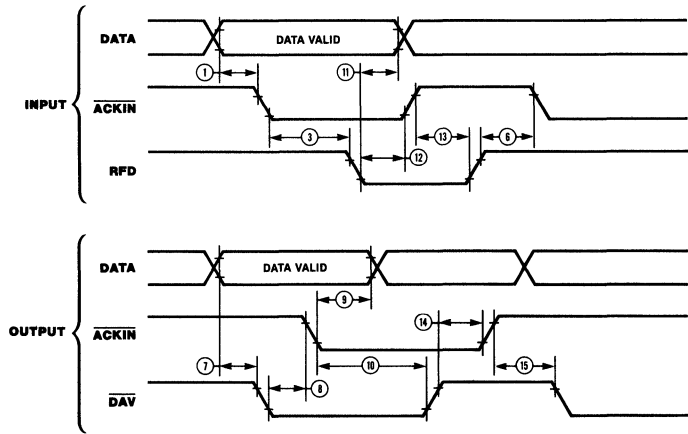 DATA
DATA VALID
1
11
INPUT
ACKIN
3
13
6
12
RFD
DATA
DATA VALID
9
OUTPUT
ACKIN
14
7
8
10
15
DAV